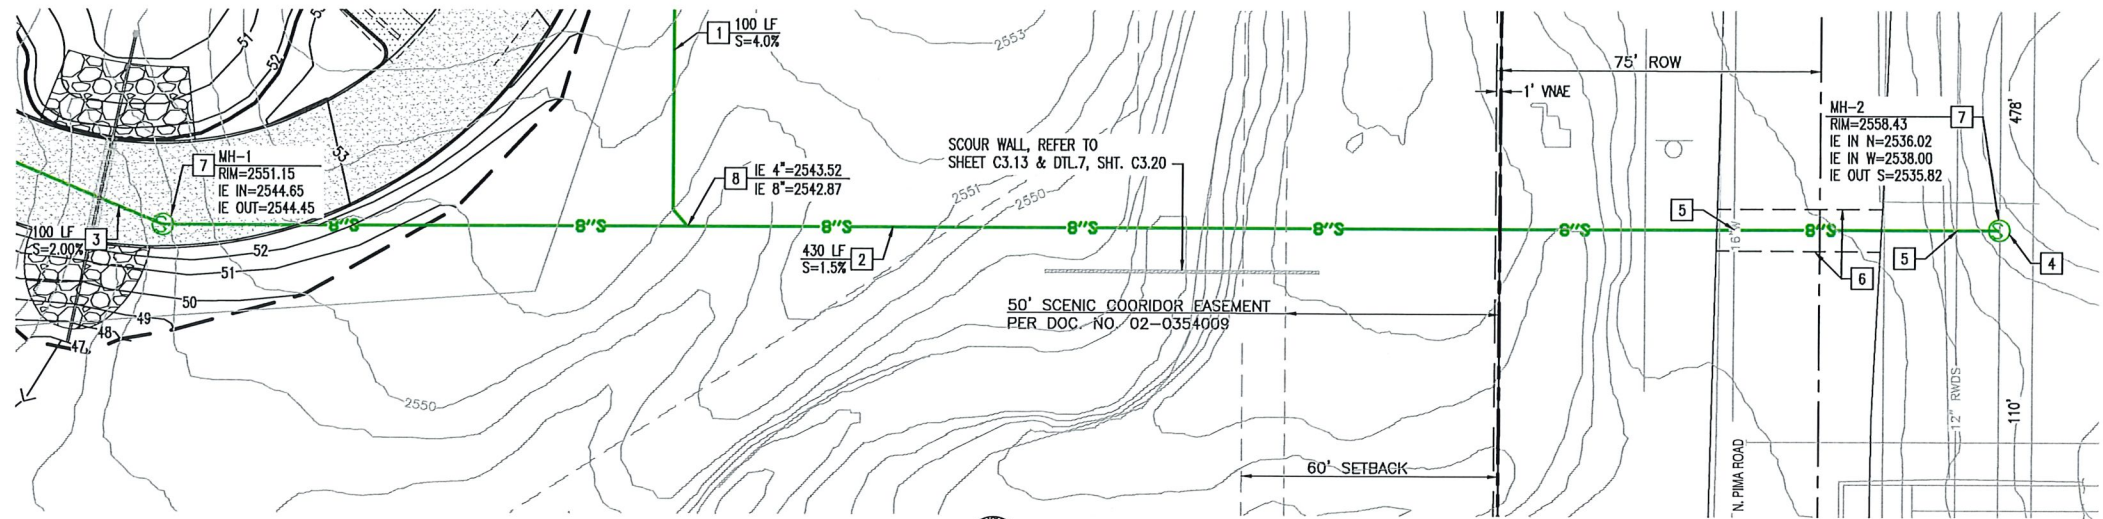 51
52
53
1
100 LF
S=4.0%
2553
75' ROW
1' VNAE
MH-2
RIM=2558.43
IE IN N=2536.02
IE IN W=2538.00
IE OUT S=2535.82
7
478'
7
MH-1
RIM=2551.15
IE IN=2544.65
IE OUT=2544.45
8
IE 4"=2543.52
IE 8"=2542.87
SCOUR WALL, REFER TO
SHEET C3.13 & DTL.7, SHT. C3.20
2551
2550
S
8"S
8"S
8"S
8"S
8"S
8"S
8"S
S
100 LF
S=2.00%
3
430 LF
S=1.5%
2
5
16" W
5
6
4
52
51
50
49
48
47
50' SCENIC COORIDOR EASEMENT
PER DOC. NO. 02-0354009
2550
60' SETBACK
N. PIMA ROAD
12" RWDS
110'